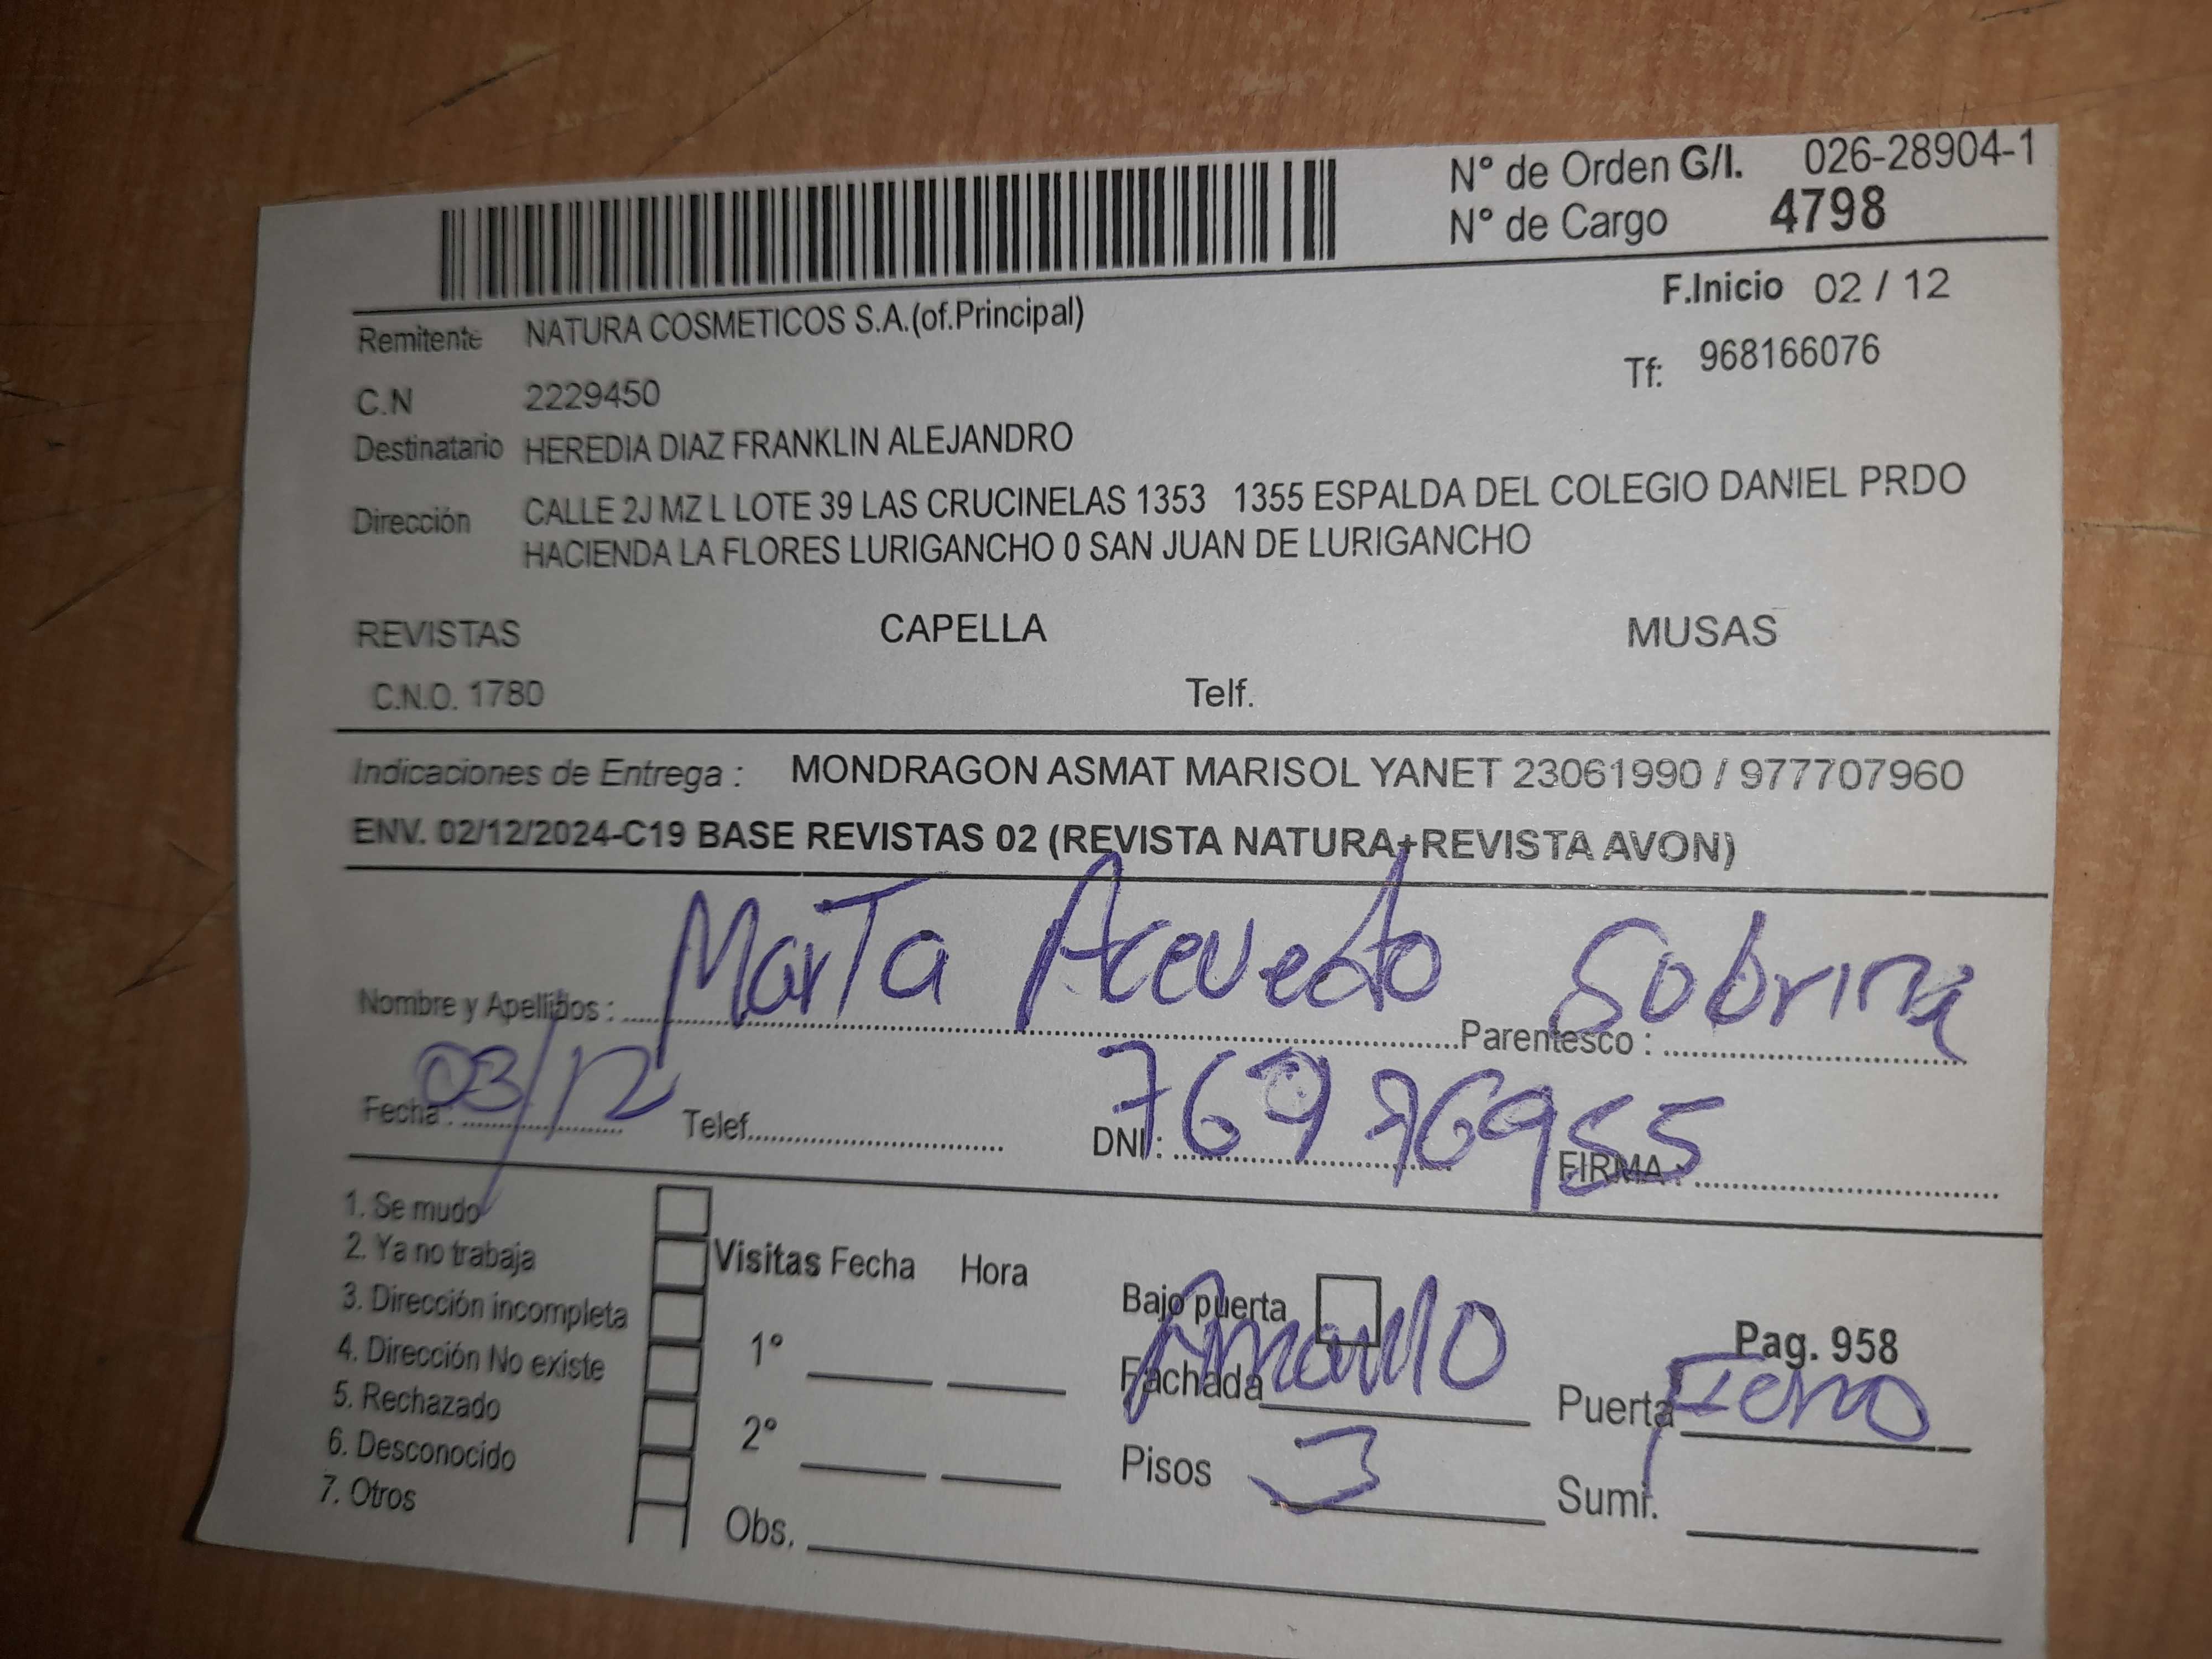 N° de Orden G/I. 026-28904-1
N° de Cargo 4798
F.Inicio 02 / 12
Remitente NATURA COSMETICOS S.A.(of.Principal)
Tf: 968166076
C.N 2229450
Destinatario HEREDIA DIAZ FRANKLIN ALEJANDRO
Dirección CALLE 2J MZ L LOTE 39 LAS CRUCINELAS 1353 1355 ESPALDA DEL COLEGIO DANIEL PRDO
HACIENDA LA FLORES LURIGANCHO 0 SAN JUAN DE LURIGANCHO
REVISTAS CAPELLA MUSAS
C.N.O. 1780 Telf.
Indicaciones de Entrega : MONDRAGON ASMAT MARISOL YANET 23061990 / 977707960
ENV. 02/12/2024-C19 BASE REVISTAS 02 (REVISTA NATURA+REVISTA AVON)
Nombre y Apellidos : MarTa Acevedo Parentesco : Sobrina
Fecha : 03/12 Telef. DNI : FIRMA :
1. Se mudo
2. Ya no trabaja
3. Dirección incompleta
4. Dirección No existe
5. Rechazado
6. Desconocido
7. Otros
Visitas Fecha Hora
1°
2°
Obs.
Bajo puerta
Pag. 958
Fachada Amarillo Puerta Fierro
Pisos 3 Sumr.